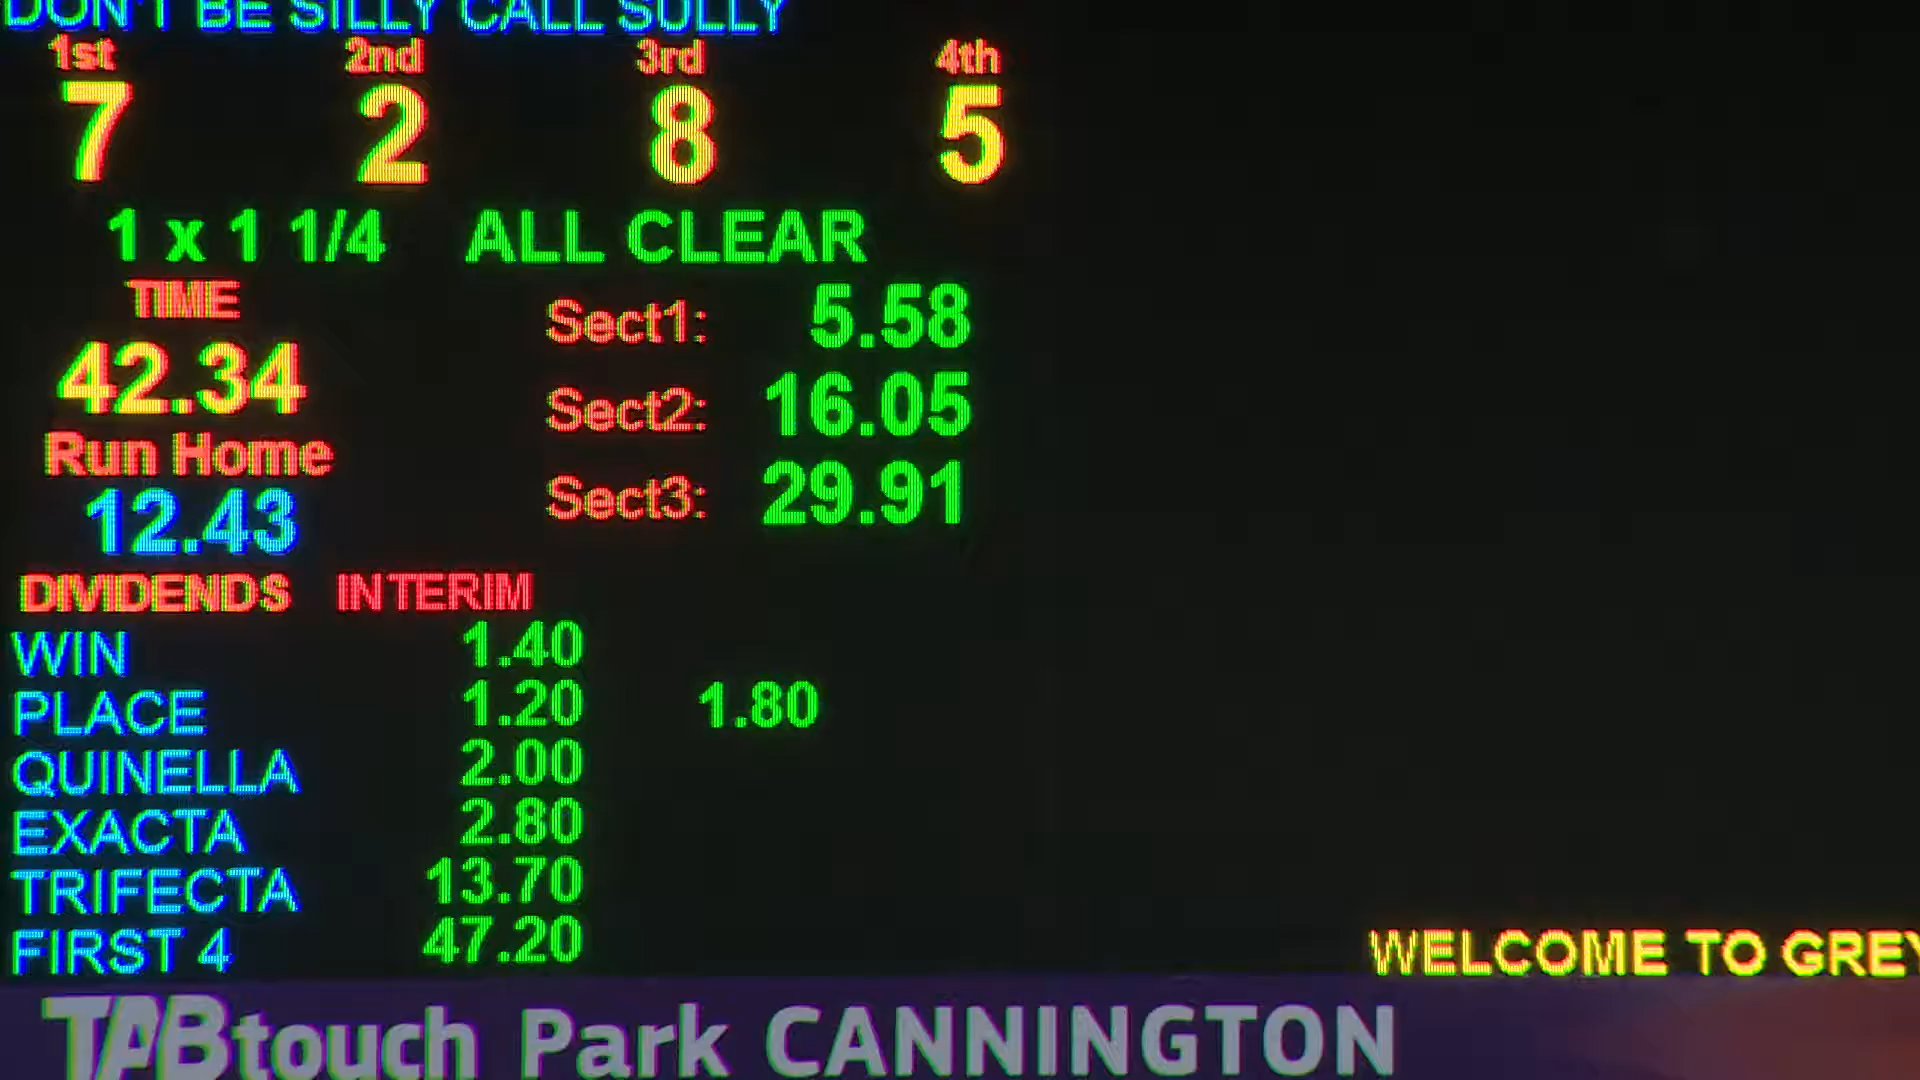 DON'T BE SILLY CALL SULLY
1st 2nd 3rd 4th
7 2 8 5
1 x 1 1/4 ALL CLEAR
TIME
42.34
Run Home
12.43
Sect1: 5.58
Sect2: 16.05
Sect3: 29.91
DIVIDENDS INTERIM
WIN 1.40
PLACE 1.20 1.80
QUINELLA 2.00
EXACTA 2.80
TRIFECTA 13.70
FIRST 4 47.20
WELCOME TO GREY
TABtouch Park CANNINGTON